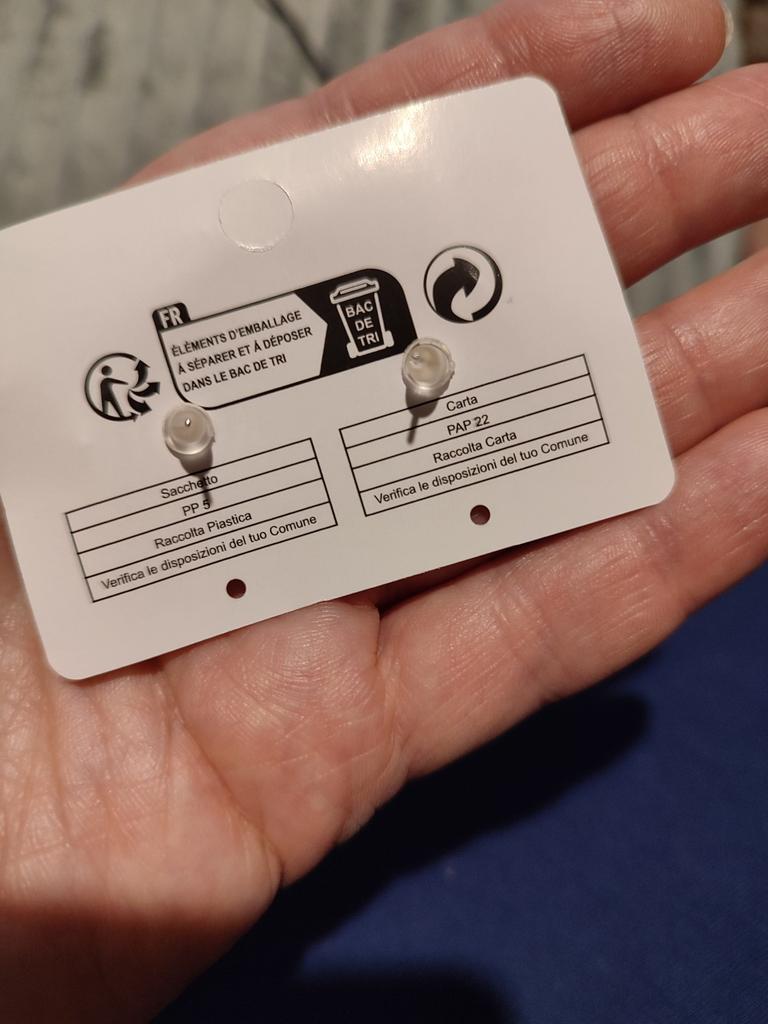 FR
ÉLÉMENTS D'EMBALLAGE
À SÉPARER ET À DÉPOSER
DANS LE BAC DE TRI
BAC
DE
TRI
Sacchetto
PP 5
Raccolta Plastica
Verifica le disposizioni del tuo Comune
Carta
PAP 22
Raccolta Carta
Verifica le disposizioni del tuo Comune